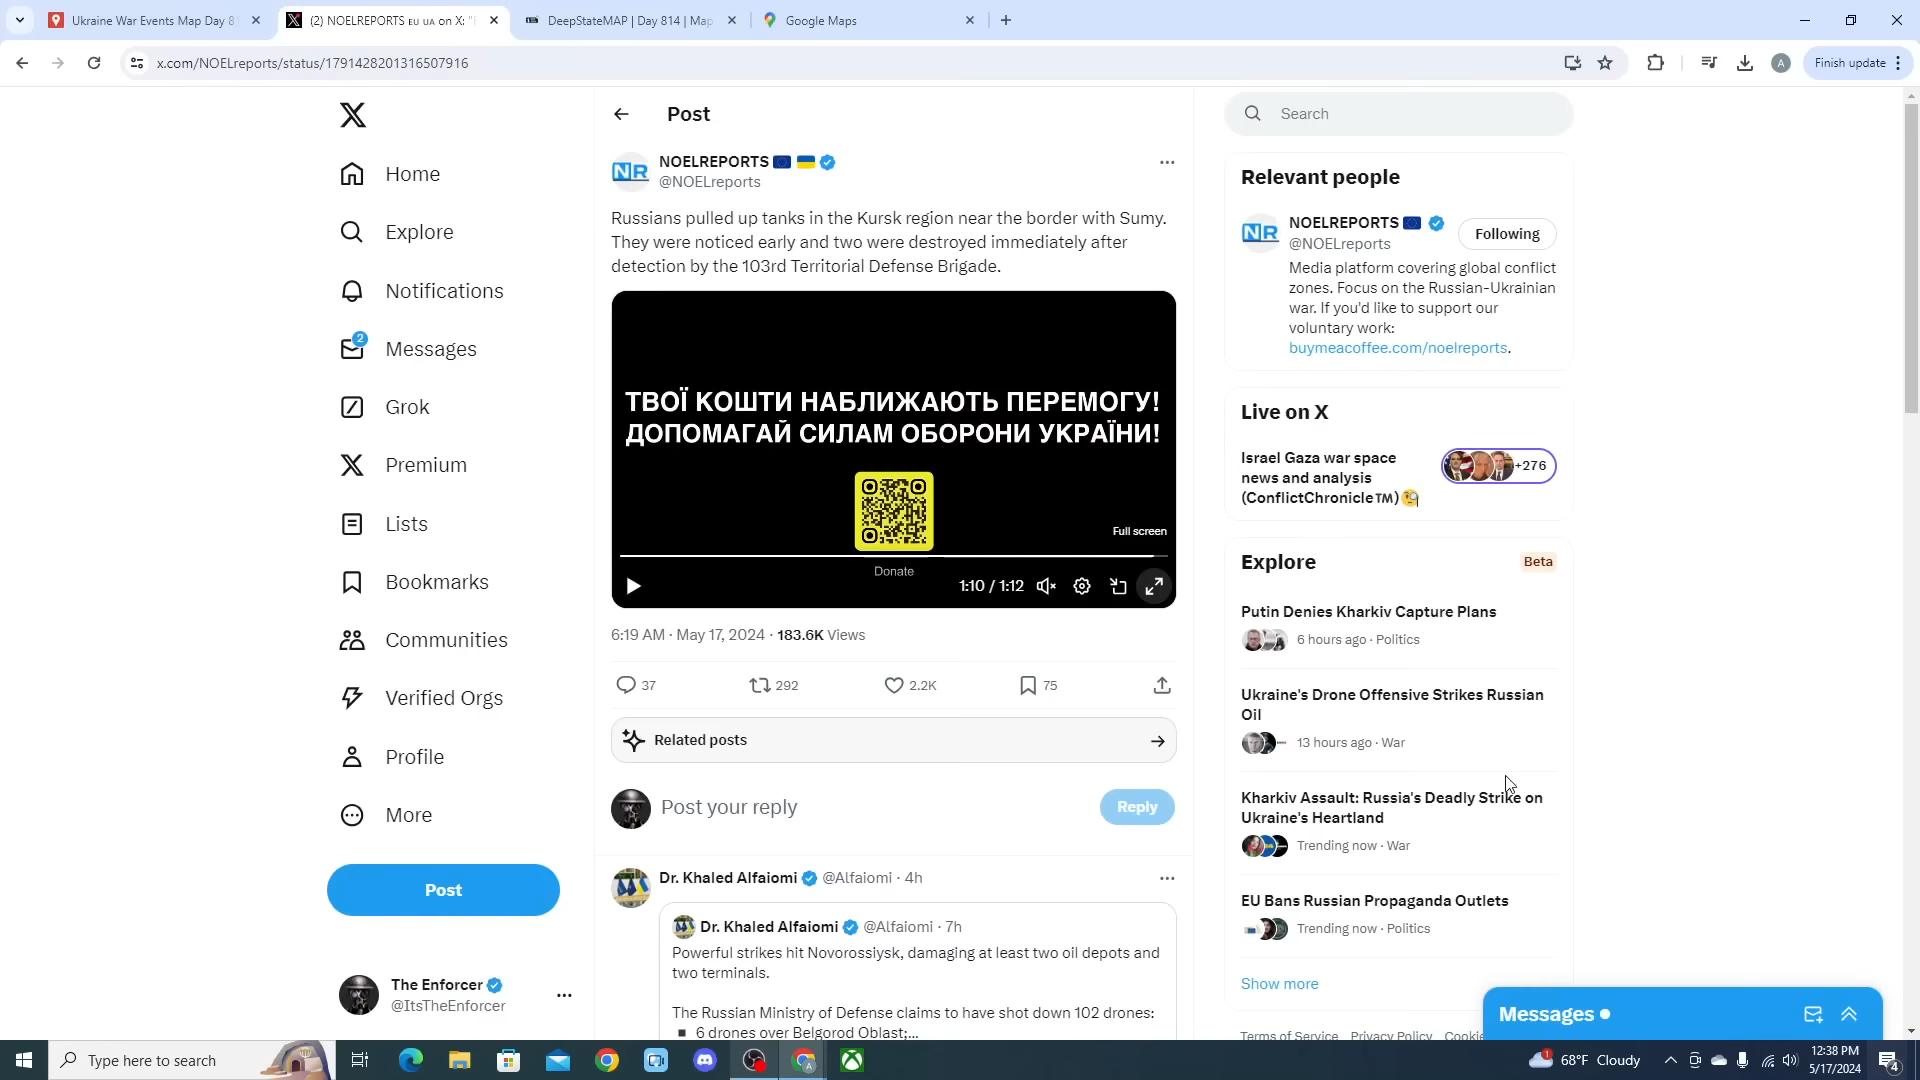 Ukraine War Events Map Day 8
(2) NOELREPORTS EU UA on X: "
DeepStateMAP | Day 814 | Map
Google Maps
x.com/NOELreports/status/1791428201316507916
A
Finish update
Home
Explore
Notifications
2
Messages
Grok
Premium
Lists
Bookmarks
Communities
Verified Orgs
Profile
More
Post
The Enforcer
@ItsTheEnforcer
Post
NOELREPORTS
@NOELreports
Russians pulled up tanks in the Kursk region near the border with Sumy.
They were noticed early and two were destroyed immediately after
detection by the 103rd Territorial Defense Brigade.
ТВОЇ КОШТИ НАБЛИЖАЮТЬ ПЕРЕМОГУ!
ДОПОМАГАЙ СИЛАМ ОБОРОНИ УКРАЇНИ!
Full screen
Donate
1:10 / 1:12
6:19 AM · May 17, 2024 · 183.6K Views
37
292
2.2K
75
Related posts
Post your reply
Reply
Dr. Khaled Alfaiomi @Alfaiomi · 4h
Dr. Khaled Alfaiomi @Alfaiomi · 7h
Powerful strikes hit Novorossiysk, damaging at least two oil depots and
two terminals.
The Russian Ministry of Defense claims to have shot down 102 drones:
▪ 6 drones over Belgorod Oblast;...
Search
Relevant people
NR
NOELREPORTS
@NOELreports
Following
Media platform covering global conflict
zones. Focus on the Russian-Ukrainian
war. If you'd like to support our
voluntary work:
buymeacoffee.com/noelreports.
Live on X
Israel Gaza war space
news and analysis
(ConflictChronicle™)
+276
Explore
Beta
Putin Denies Kharkiv Capture Plans
6 hours ago · Politics
Ukraine's Drone Offensive Strikes Russian
Oil
13 hours ago · War
Kharkiv Assault: Russia's Deadly Strike on
Ukraine's Heartland
Trending now · War
EU Bans Russian Propaganda Outlets
Trending now · Politics
Show more
Terms of Service Privacy Policy Cookie
Messages
Type here to search
1
68°F Cloudy
12:38 PM
5/17/2024
4